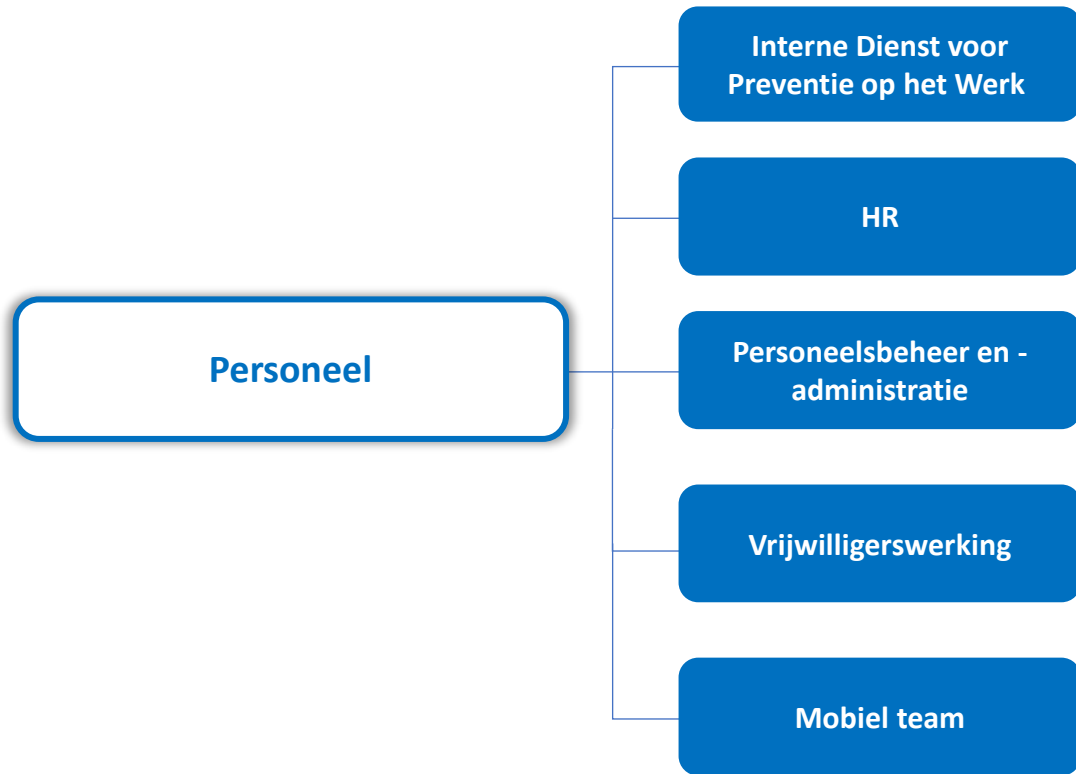 Interne Dienst voor
Preventie op het Werk
HR
Personeel
Personeelsbeheer en -
administratie
Vrijwilligerswerking
Mobiel team